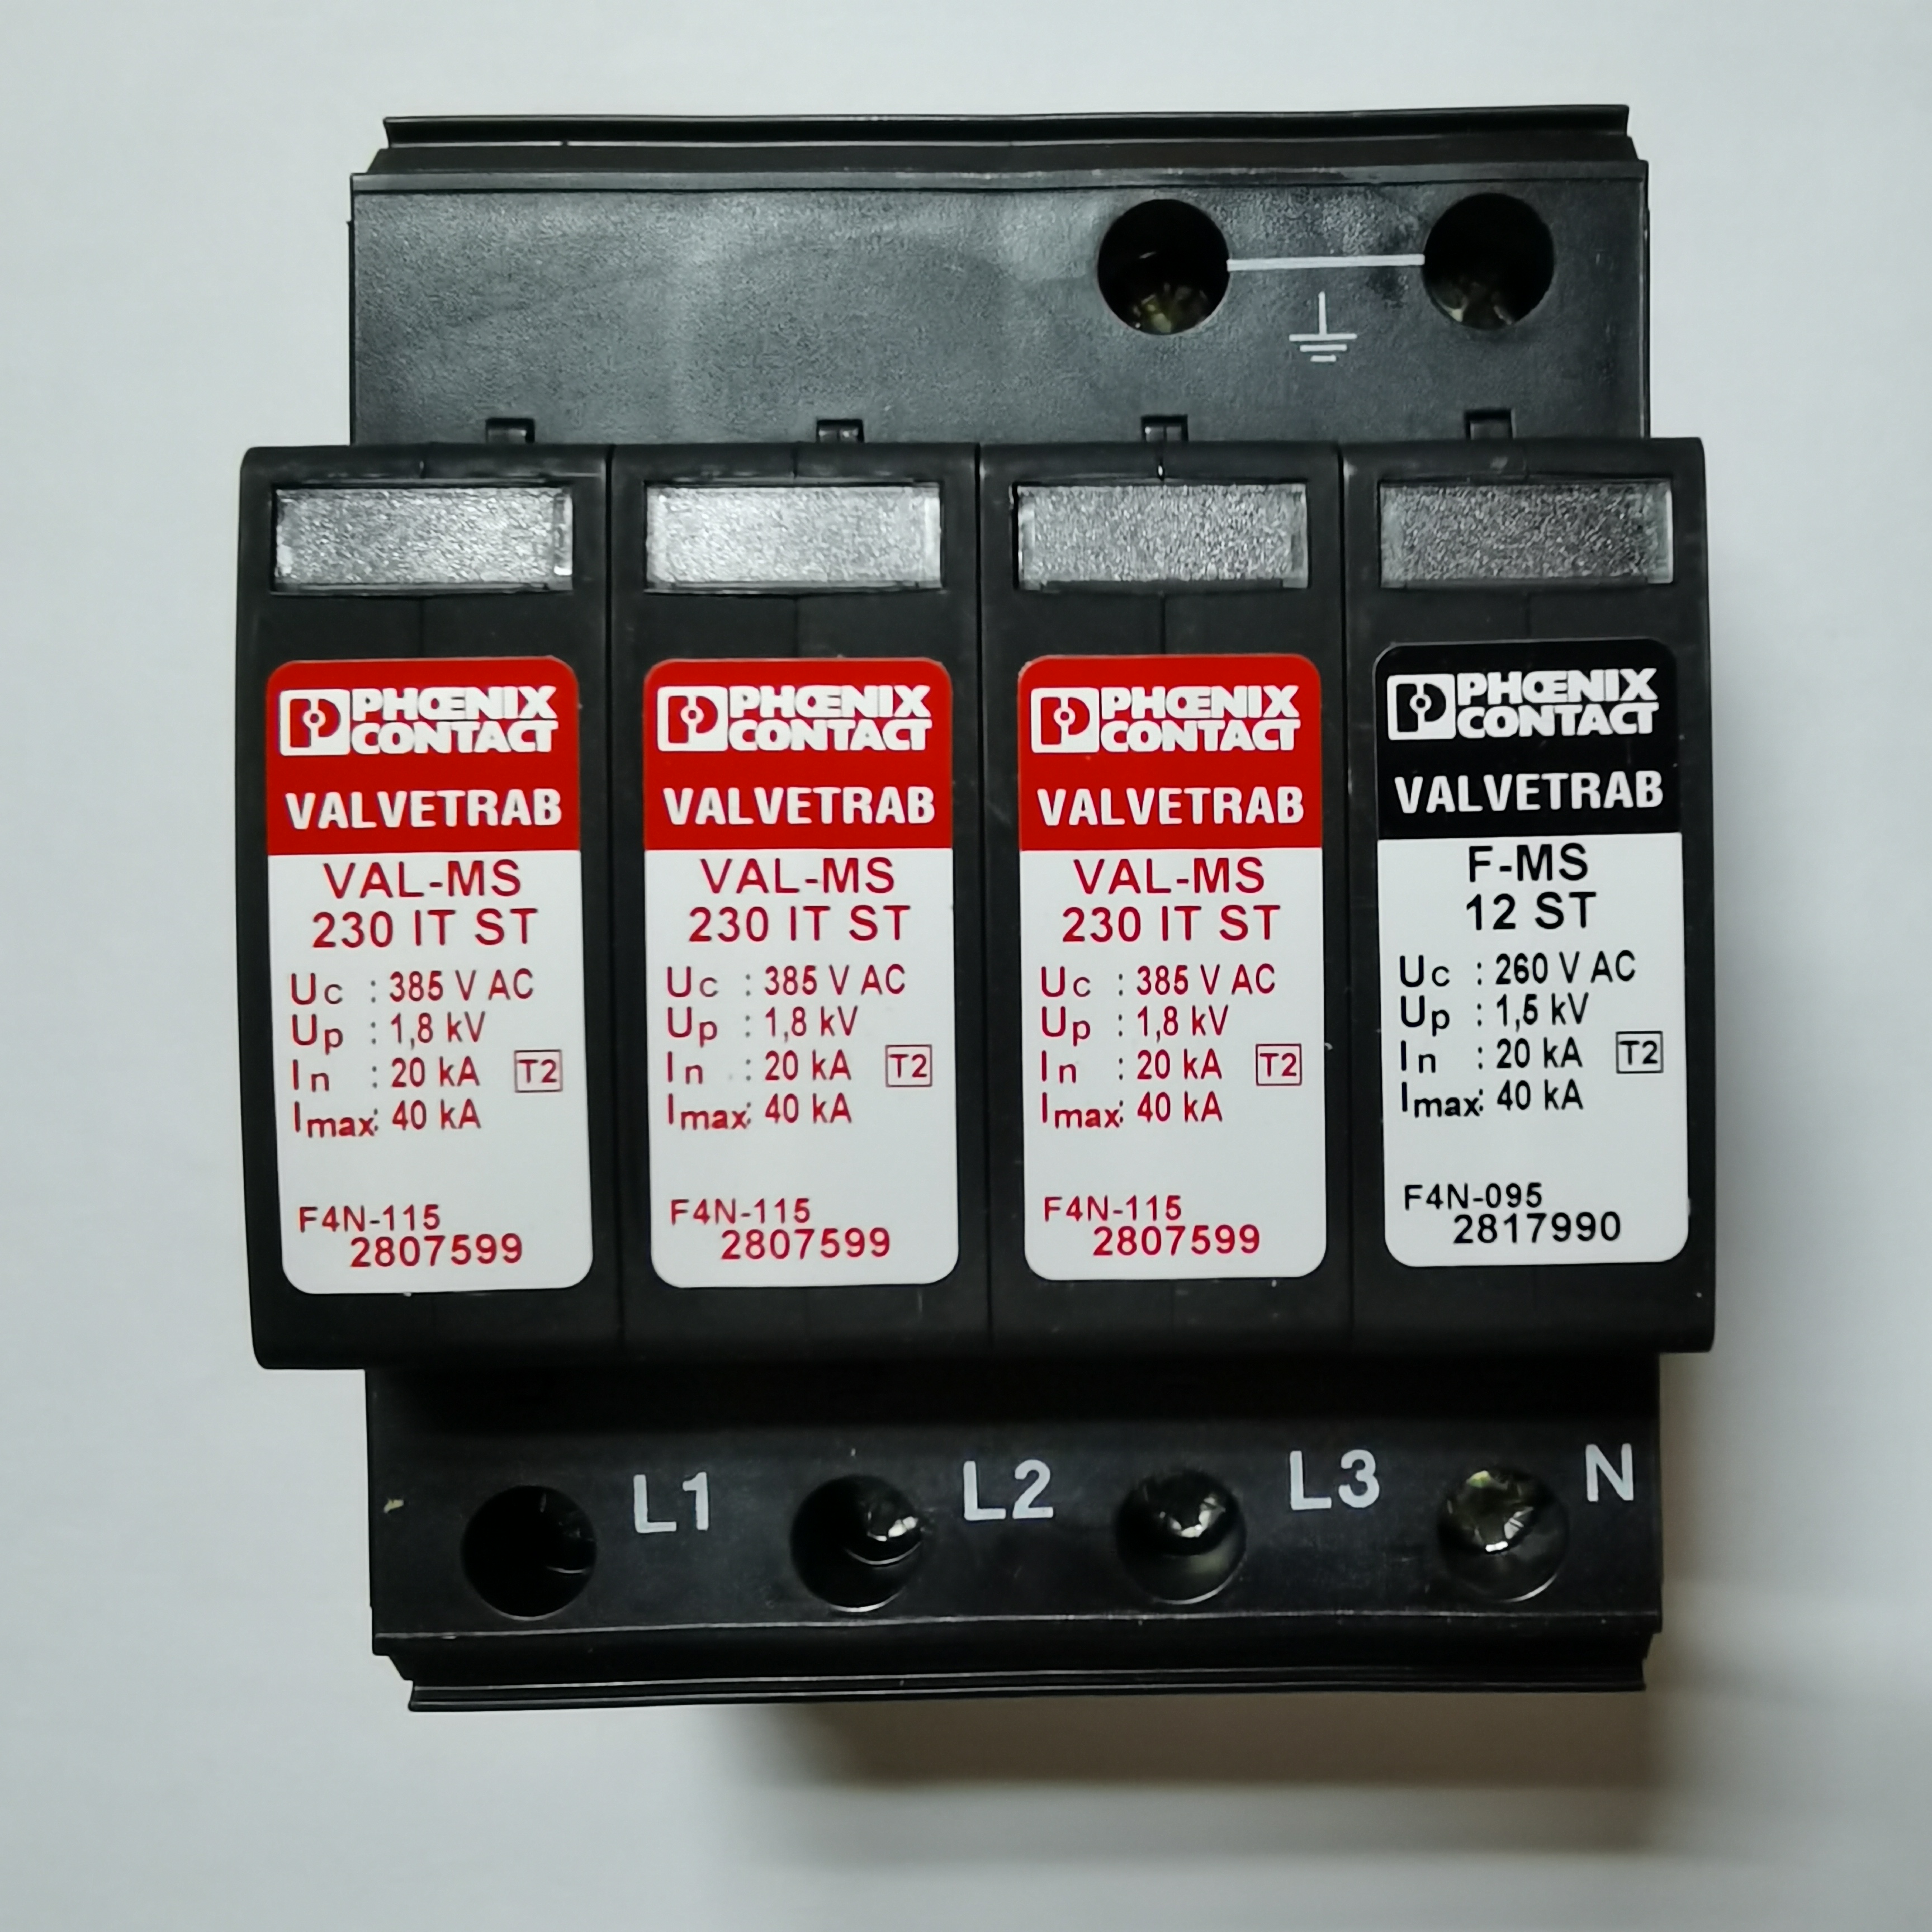 PHŒNIX
CONTACT
VALVETRAB
VAL-MS
230 IT ST
Uc : 385 V AC
Up : 1,8 kV
In : 20 kA T2
Imax: 40 kA
F4N-115
2807599
PHŒNIX
CONTACT
VALVETRAB
VAL-MS
230 IT ST
Uc : 385 V AC
Up : 1,8 kV
In : 20 kA T2
Imax: 40 kA
F4N-115
2807599
PHŒNIX
CONTACT
VALVETRAB
VAL-MS
230 IT ST
Uc : 385 V AC
Up : 1,8 kV
In : 20 kA T2
Imax: 40 kA
F4N-115
2807599
PHŒNIX
CONTACT
VALVETRAB
F-MS
12 ST
Uc : 260 V AC
Up : 1,5 kV
In : 20 kA T2
Imax: 40 kA
F4N-095
2817990
L1 L2 L3 N